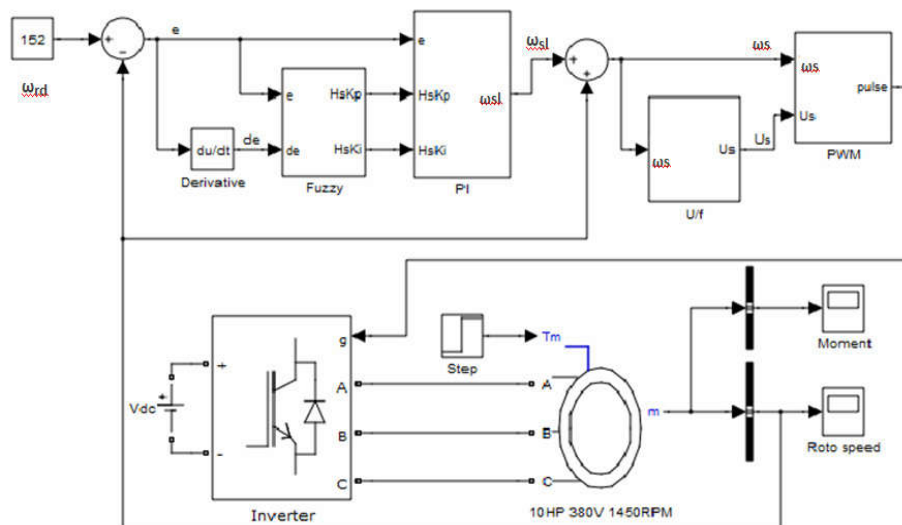 152
ωrd
e
du/dt
Derivative
de
e
de
HsKp
HsKi
Fuzzy
e
HsKp
HsKi
ωsl
PI
ωsl
ωs
ωs
Us
U/f
Us
ωs
Us
pulse
PWM
Vdc
+
+
-
g
A
B
C
Inverter
Step
Tm
A
B
C
m
10HP 380V 1450RPM
Moment
Roto speed